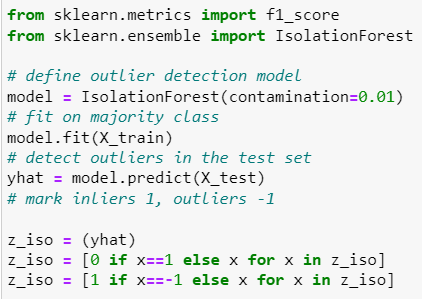 from sklearn.metrics import f1_score
from sklearn.ensemble import IsolationForest
# define outlier detection model
model = IsolationForest(contamination=0.01)
# fit on majority class
model.fit(X_train)
# detect outliers in the test set
yhat = model.predict(X_test)
# mark inliers 1, outliers -1
z_iso = (yhat)
z_iso = [0 if x==1 else x for x in z_iso]
z_iso = [1 if x==-1 else x for x in z_iso]